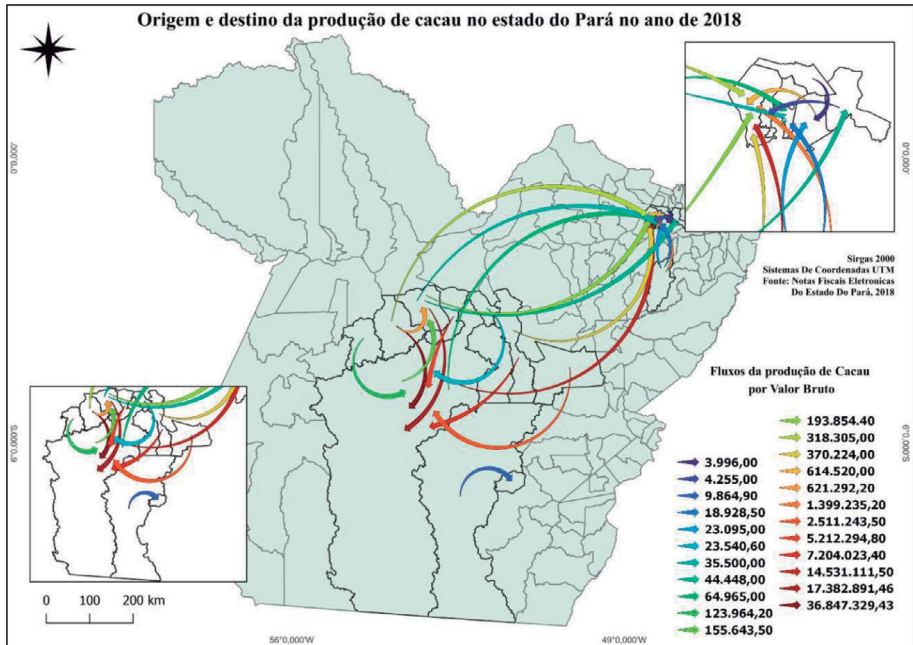 Origem e destino da produção de cacau no estado do Pará no ano de 2018
0°0,000'
0°0,000'
Sirgas 2000
Sistemas De Coordenadas UTM
Fonte: Notas Fiscais Eletronicas
Do Estado Do Pará, 2018
6°0,000'S
6°0,000'S
Fluxos da produção de Cacau
por Valor Bruto
3.996,00
4.255,00
9.864,90
18.928,50
23.095,00
23.540,60
35.500,00
44.448,00
64.965,00
123.964,20
155.643,50
193.854.40
318.305,00
370.224,00
614.520,00
621.292,20
1.399.235,20
2.511.243,50
5.212.294,80
7.204.023,40
14.531.111,50
17.382.891,46
36.847.329,43
0 100 200 km
56°0,000'W
49°0,000'W